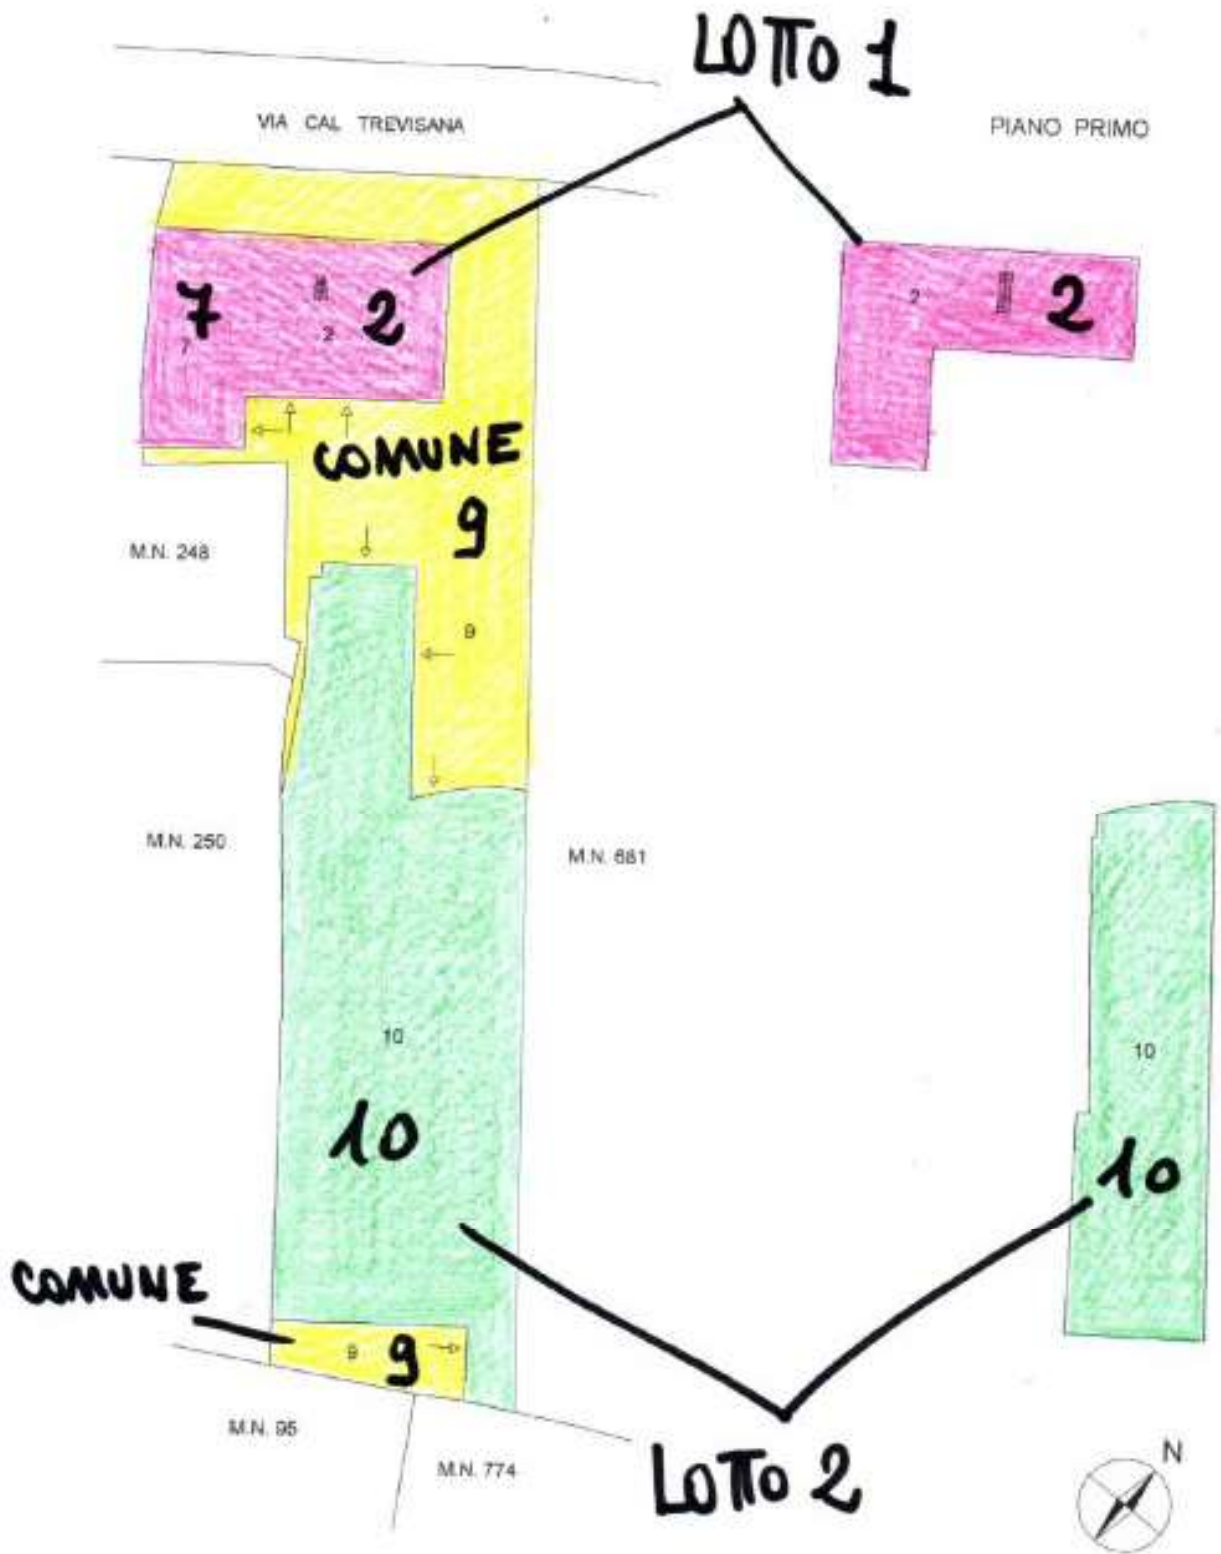 LOTTO 1
VIA CAL TREVISANA
PIANO PRIMO
7
2
7
2
2
2
COMUNE
9
M.N. 248
9
M.N. 250
M.N. 681
10
10
10
10
COMUNE
9
9
M.N. 95
M.N. 774
LOTTO 2
N